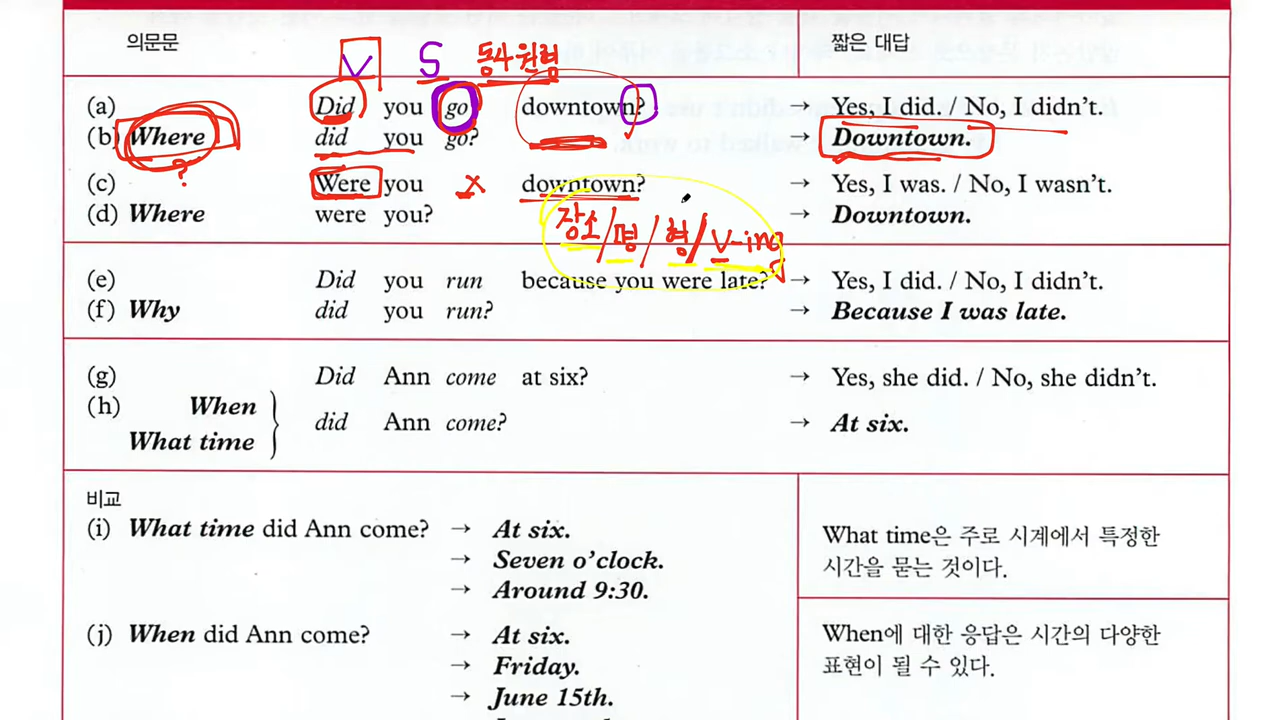 의문문 짧은 대답
V S 동사원형
(a) Did you go downtown? → Yes, I did. / No, I didn't.
(b) Where did you go? → Downtown.
?
(c) Were you x downtown? → Yes, I was. / No, I wasn't.
(d) Where were you? → Downtown.
장소/명/형/V-ing
(e) Did you run because you were late? → Yes, I did. / No, I didn't.
(f) Why did you run? → Because I was late.
(g) Did Ann come at six? → Yes, she did. / No, she didn't.
(h) When
did Ann come? → At six.
What time
비교
(i) What time did Ann come? → At six.
→ Seven o'clock.
→ Around 9:30.
What time은 주로 시계에서 특정한
시간을 묻는 것이다.
(j) When did Ann come? → At six.
→ Friday.
→ June 15th.
When에 대한 응답은 시간의 다양한
표현이 될 수 있다.